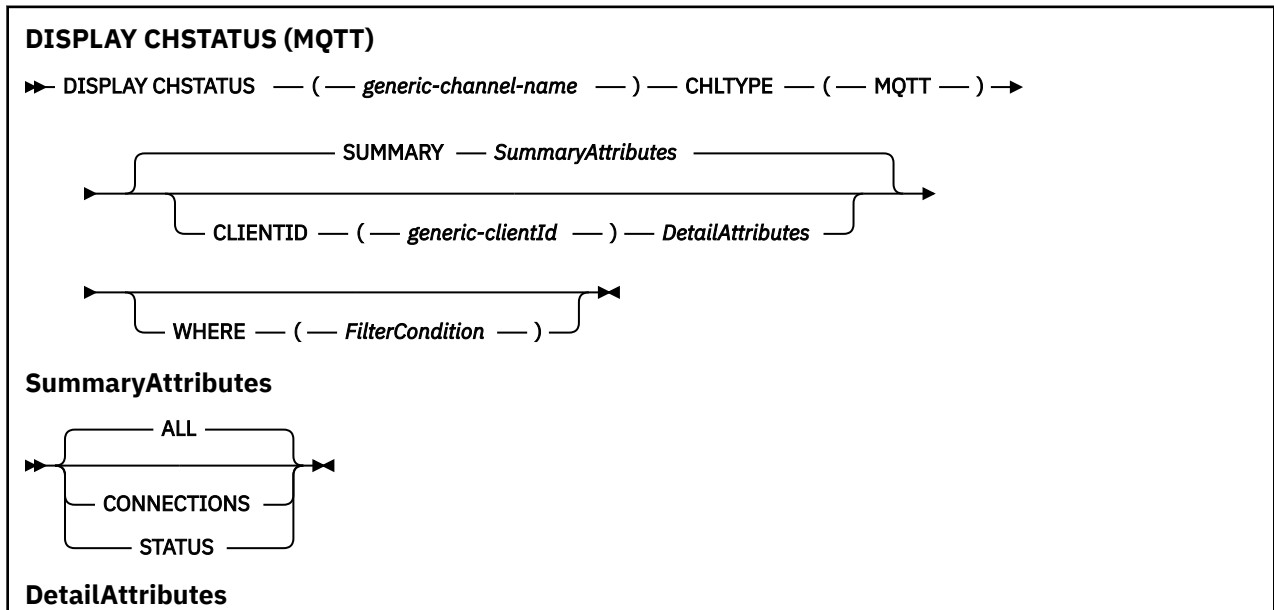 DISPLAY CHSTATUS (MQTT)
DISPLAY CHSTATUS ( generic-channel-name ) CHLTYPE ( MQTT )
SUMMARY SummaryAttributes
CLIENTID ( generic-clientId ) DetailAttributes
WHERE ( FilterCondition )
SummaryAttributes
ALL
CONNECTIONS
STATUS
DetailAttributes